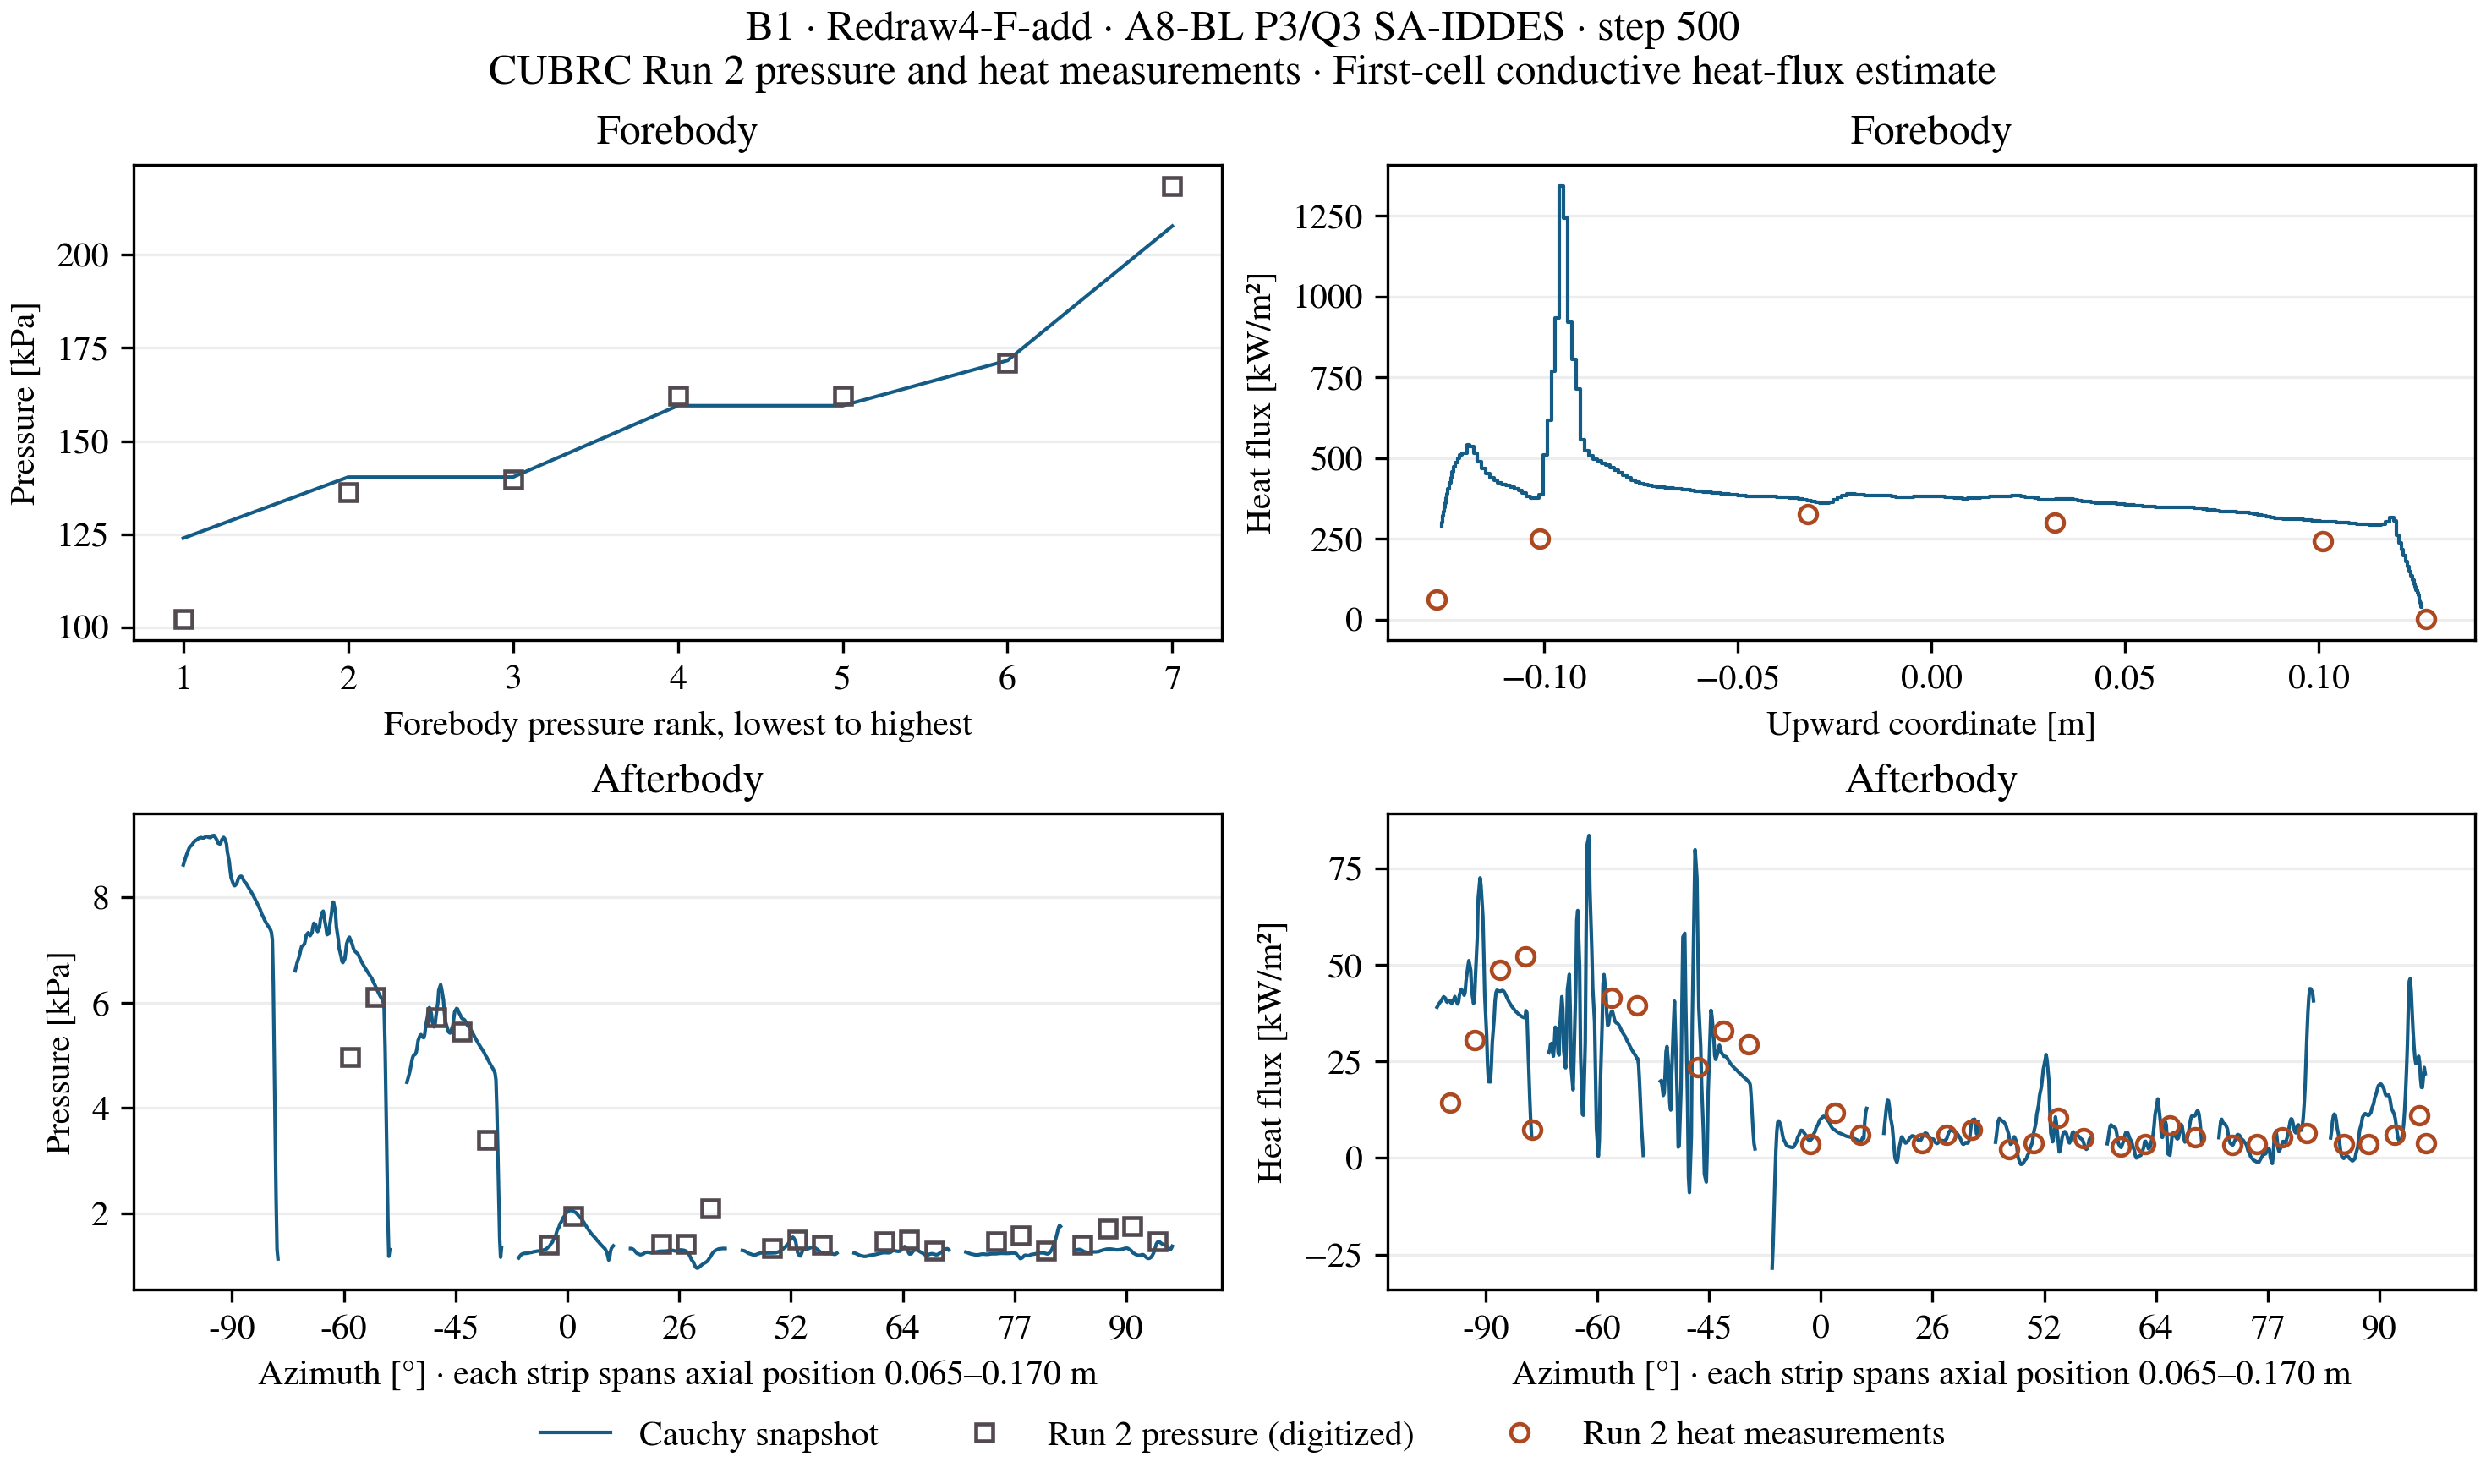 B1 · Redraw4-F-add · A8-BL P3/Q3 SA-IDDES · step 500
CUBRC Run 2 pressure and heat measurements · First-cell conductive heat-flux estimate
Forebody
Pressure [kPa]
200
175
150
125
100
1 2 3 4 5 6 7
Forebody pressure rank, lowest to highest
Forebody
Heat flux [kW/m²]
1250
1000
750
500
250
0
−0.10 −0.05 0.00 0.05 0.10
Upward coordinate [m]
Afterbody
Pressure [kPa]
8
6
4
2
-90 -60 -45 0 26 52 64 77 90
Azimuth [°] · each strip spans axial position 0.065–0.170 m
Afterbody
Heat flux [kW/m²]
75
50
25
0
−25
-90 -60 -45 0 26 52 64 77 90
Azimuth [°] · each strip spans axial position 0.065–0.170 m
Cauchy snapshot
Run 2 pressure (digitized)
Run 2 heat measurements